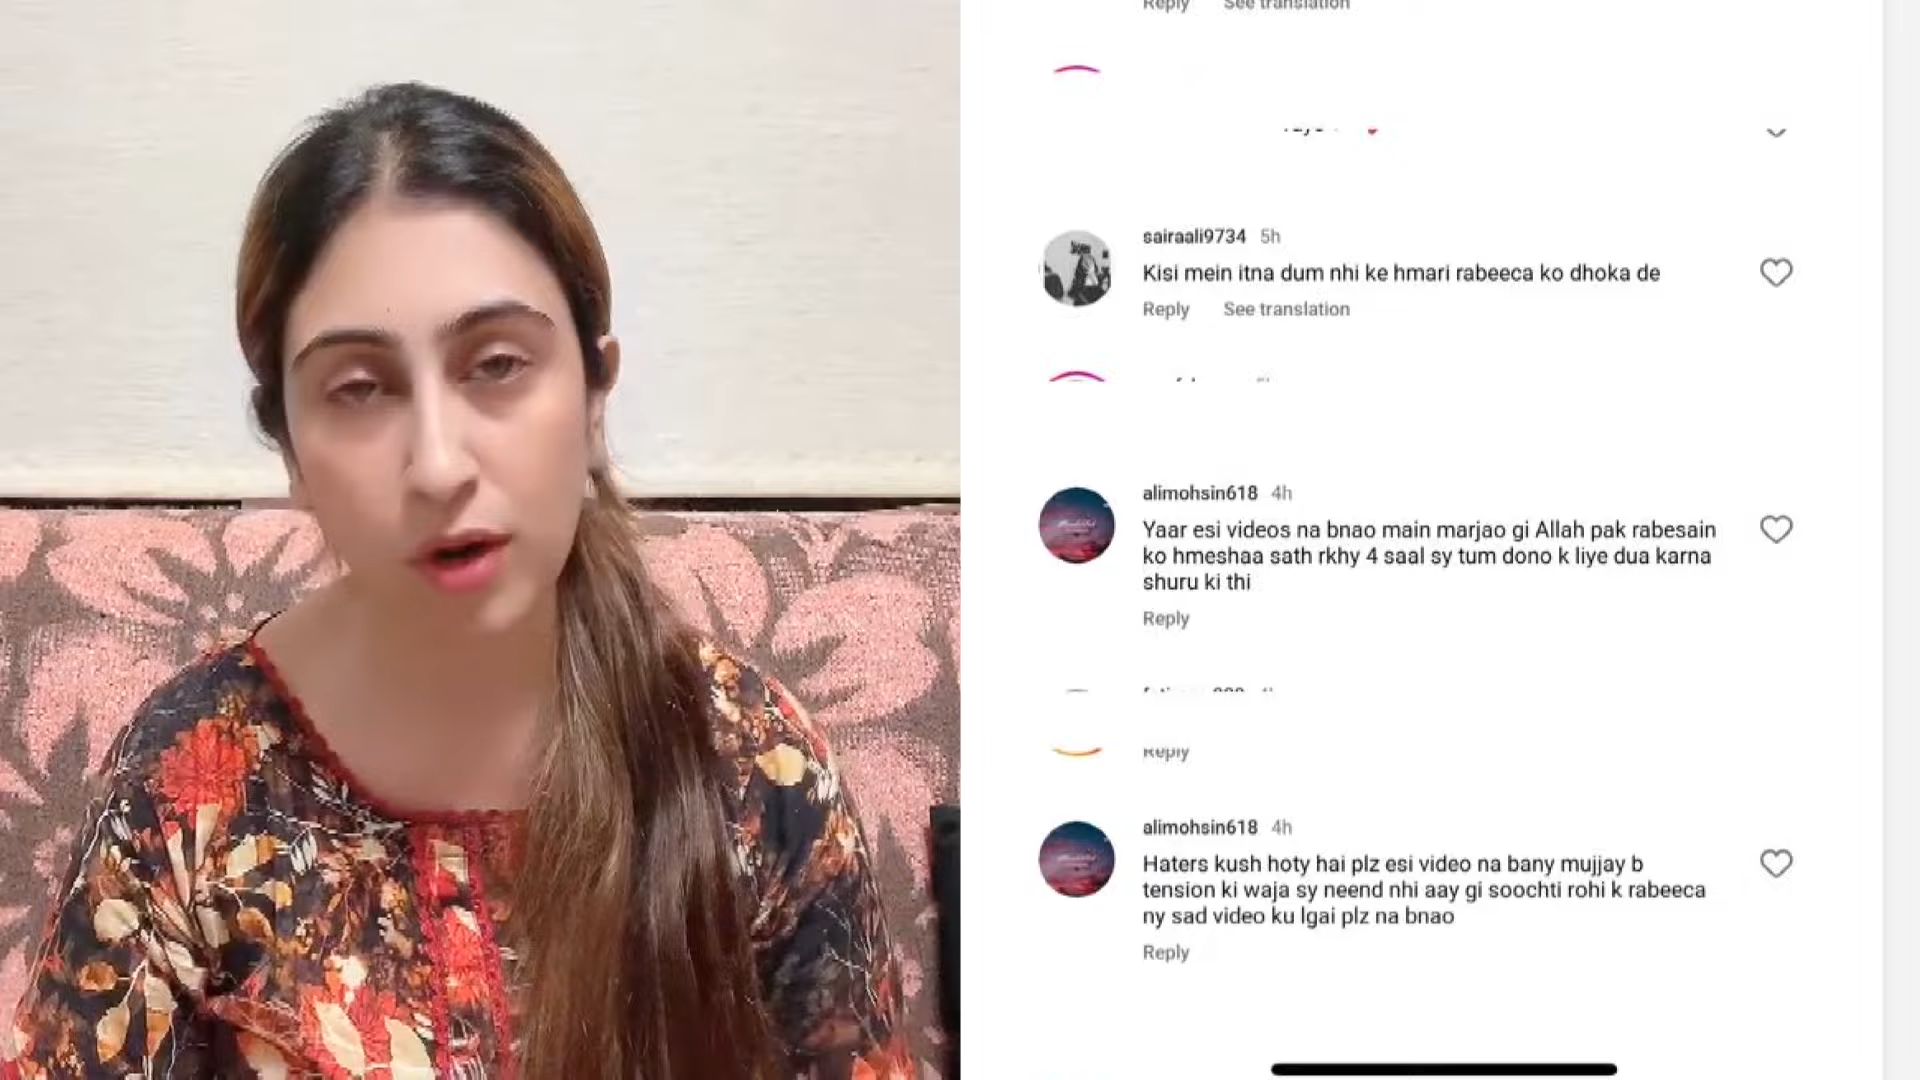 Reply See translation
sairaali9734 5h
Kisi mein itna dum nhi ke hmari rabeeca ko dhoka de
Reply See translation
alimohsin618 4h
Yaar esi videos na bnao main marjao gi Allah pak rabesain
ko hmeshaa sath rkhy 4 saal sy tum dono k liye dua karna
shuru ki thi
Reply
Reply
alimohsin618 4h
Haters kush hoty hai plz esi video na bany mujjay b
tension ki waja sy neend nhi aay gi soochti rohi k rabeeca
ny sad video ku lgai plz na bnao
Reply